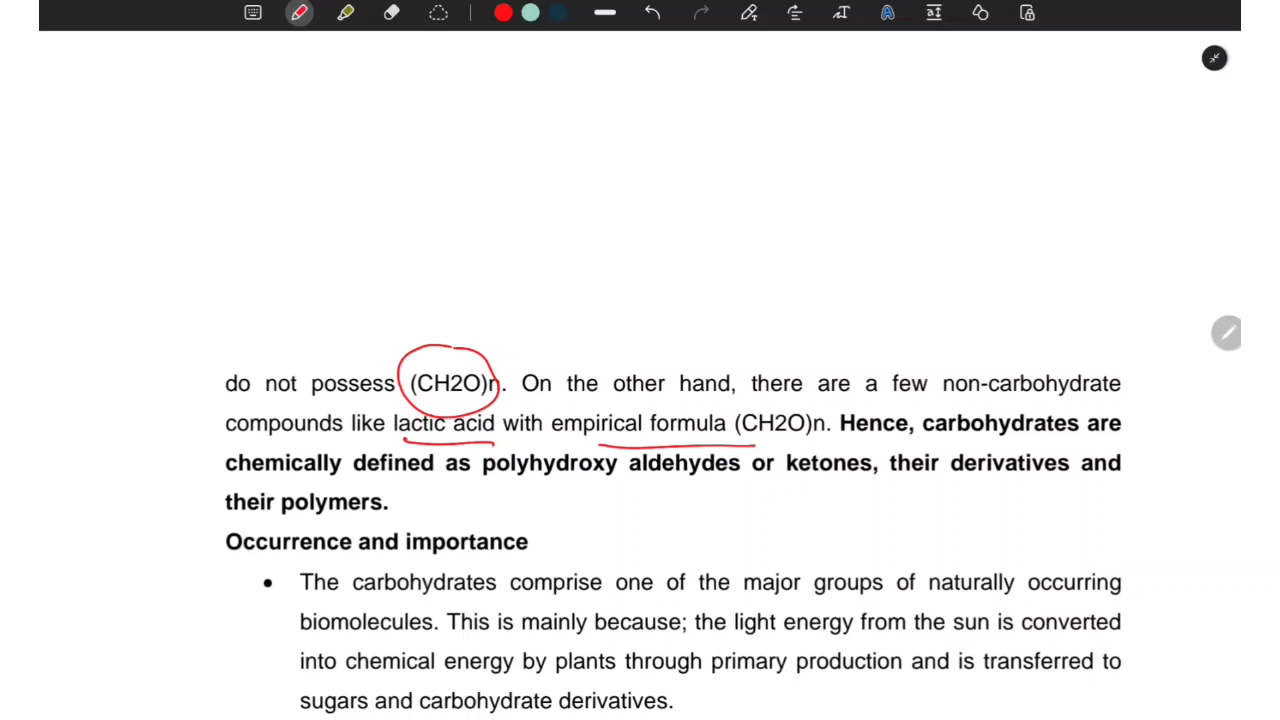 do not possess (CH2O)n. On the other hand, there are a few non-carbohydrate
compounds like lactic acid with empirical formula (CH2O)n. Hence, carbohydrates are
chemically defined as polyhydroxy aldehydes or ketones, their derivatives and
their polymers.
Occurrence and importance
• The carbohydrates comprise one of the major groups of naturally occurring
biomolecules. This is mainly because; the light energy from the sun is converted
into chemical energy by plants through primary production and is transferred to
sugars and carbohydrate derivatives.